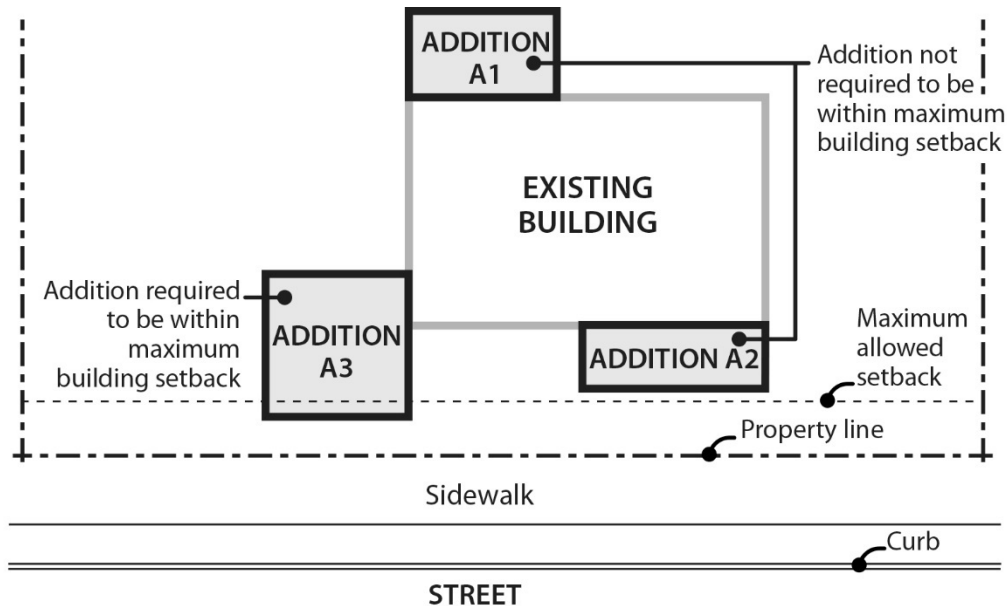 ADDITION
A1
Addition not
required to be
within maximum
building setback
EXISTING
BUILDING
Addition required
to be within
maximum
building setback
ADDITION
A3
ADDITION A2
Maximum
allowed
setback
Property line
Sidewalk
Curb
STREET